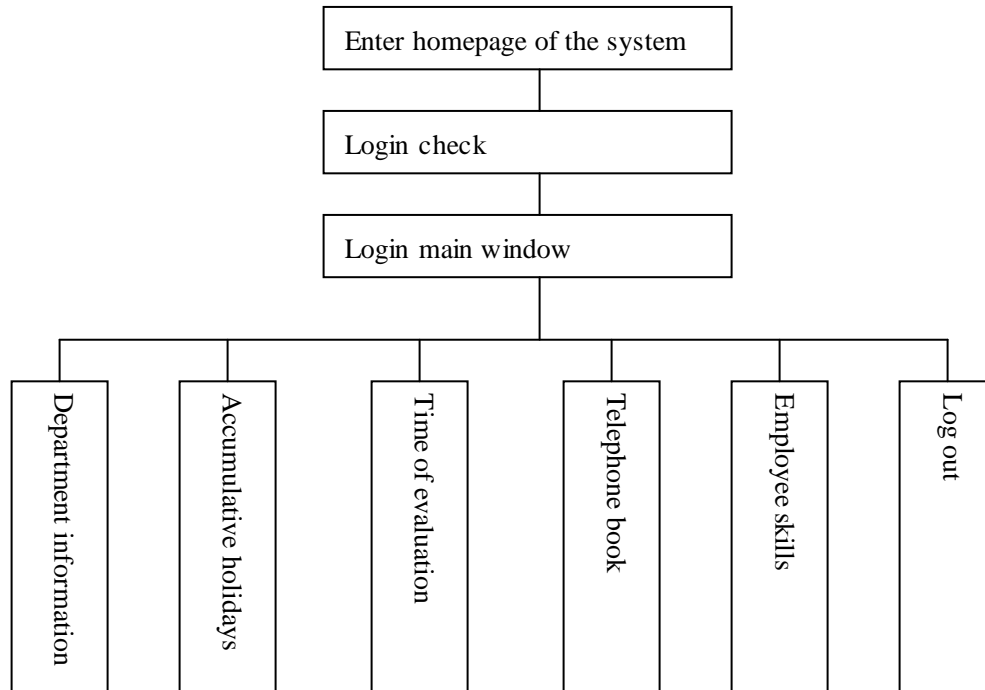 Enter homepage of the system
Login check
Login main window
Department information
Accumulative holidays
Time of evaluation
Telephone book
Employee skills
Log out